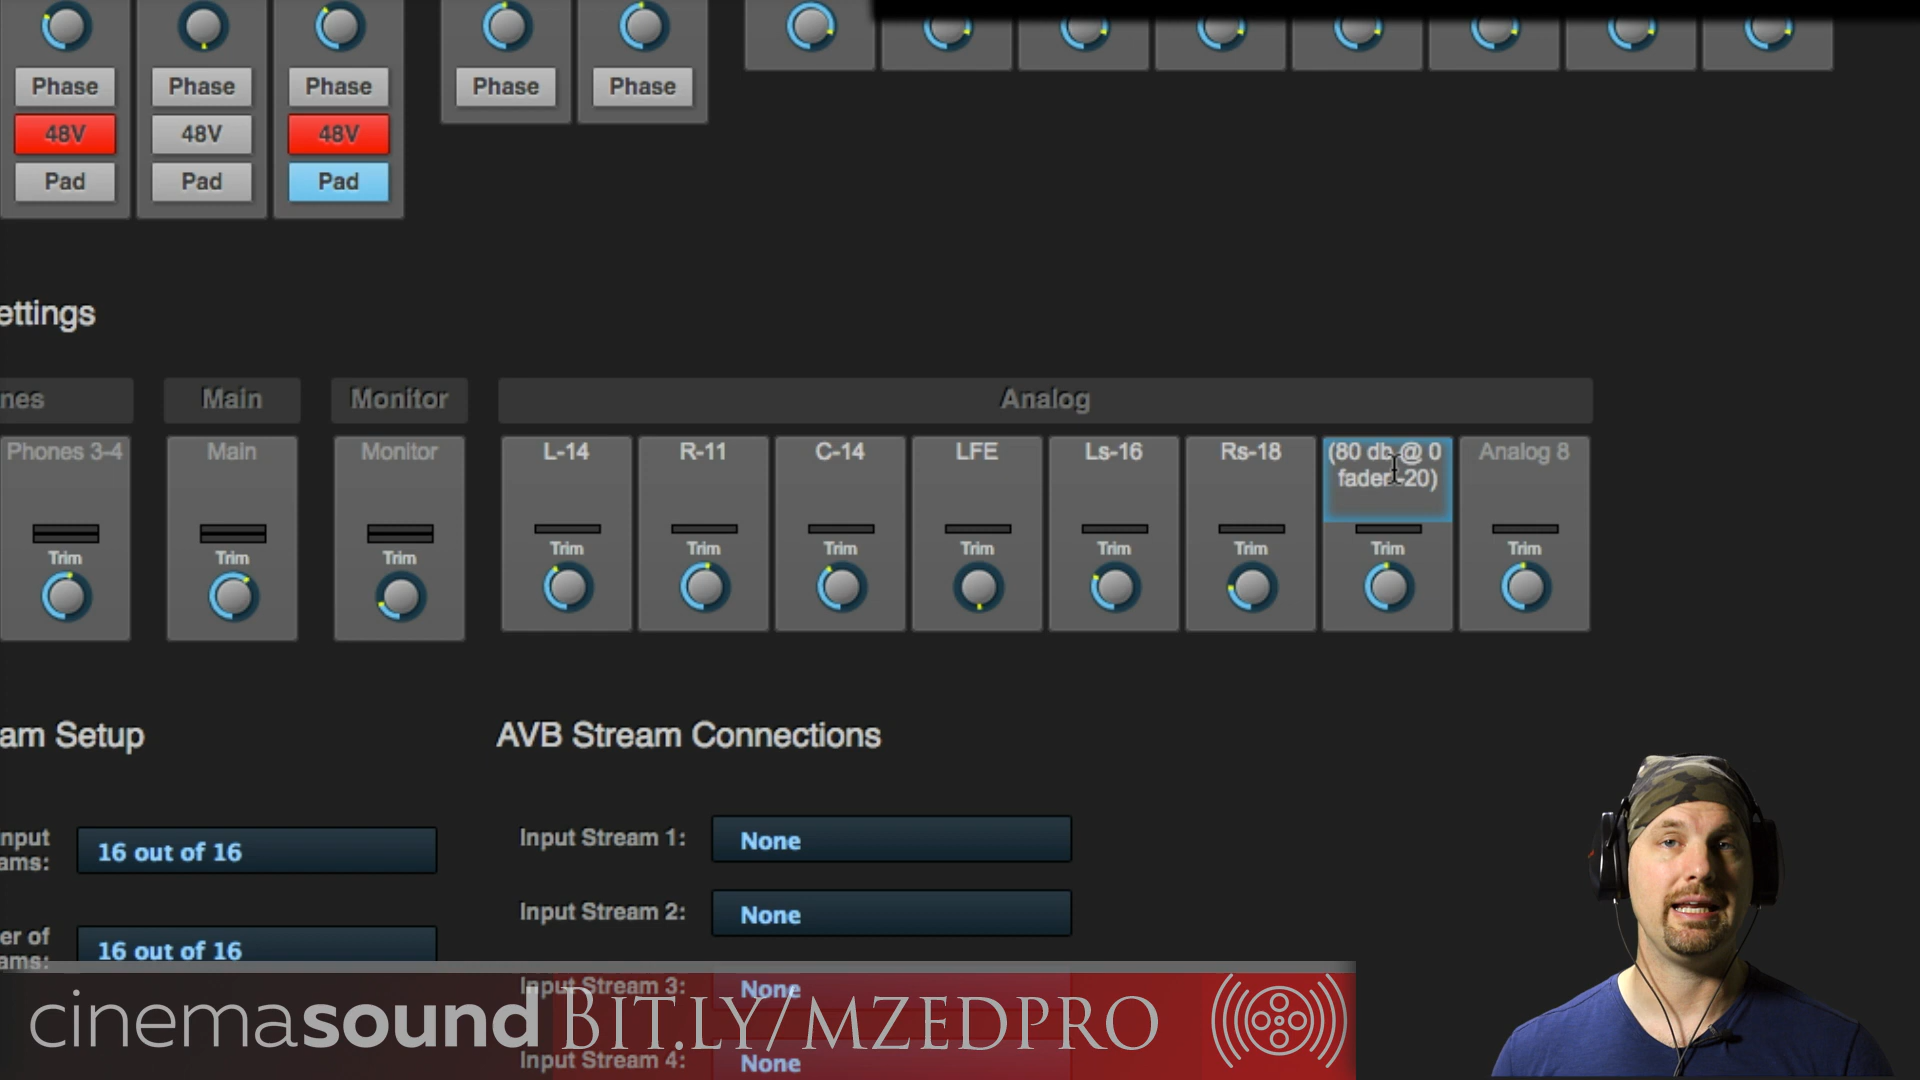 Phase Phase Phase Phase Phase
48V 48V 48V
Pad Pad Pad
ettings
nes Main Monitor Analog
Phones 3-4 Main Monitor L-14 R-11 C-14 LFE Ls-16 Rs-18 (80 db @ 0 Analog 8
fader -20)
Trim Trim Trim Trim Trim Trim Trim Trim Trim Trim Trim
am Setup AVB Stream Connections
nput
ams: 16 out of 16
Input Stream 1: None
Input Stream 2: None
er of
ams: 16 out of 16
Input Stream 3: None
cinemasound BIT.LY/MZEDPRO
Input Stream 4: None